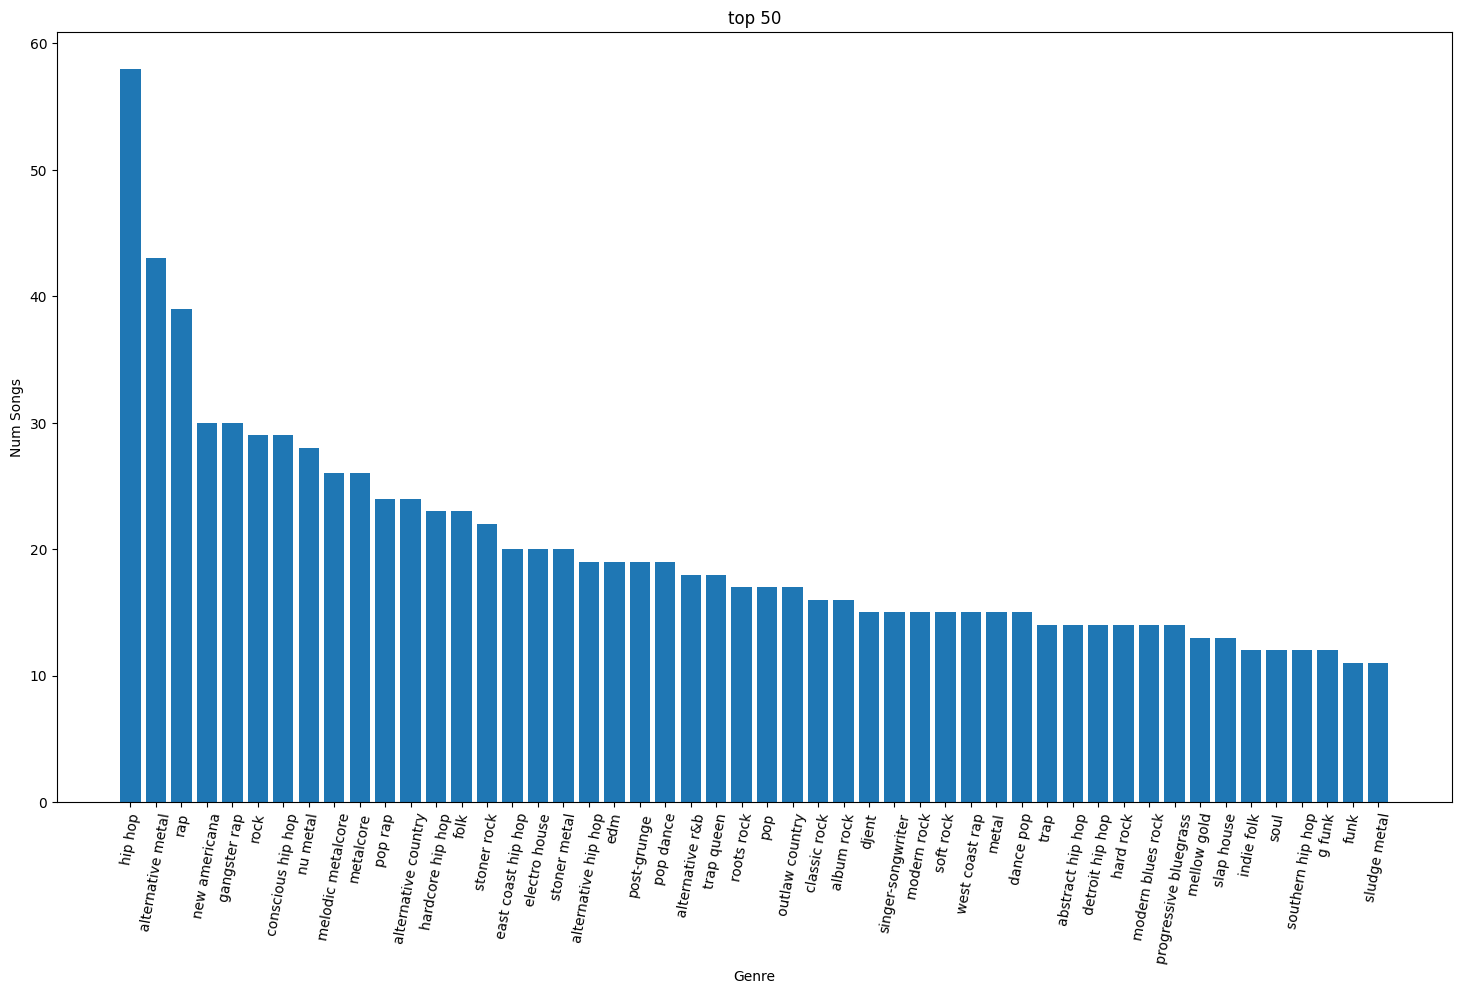 top 50
Num Songs
60
50
40
30
20
10
0
hip hop
alternative metal
rap
new americana
gangster rap
rock
conscious hip hop
nu metal
melodic metalcore
metalcore
pop rap
alternative country
hardcore hip hop
folk
stoner rock
east coast hip hop
electro house
stoner metal
alternative hip hop
edm
post-grunge
pop dance
alternative r&b
trap queen
roots rock
pop
outlaw country
classic rock
album rock
djent
singer-songwriter
modern rock
soft rock
west coast rap
metal
dance pop
trap
abstract hip hop
detroit hip hop
hard rock
modern blues rock
progressive bluegrass
mellow gold
slap house
indie folk
soul
southern hip hop
g funk
funk
sludge metal
Genre